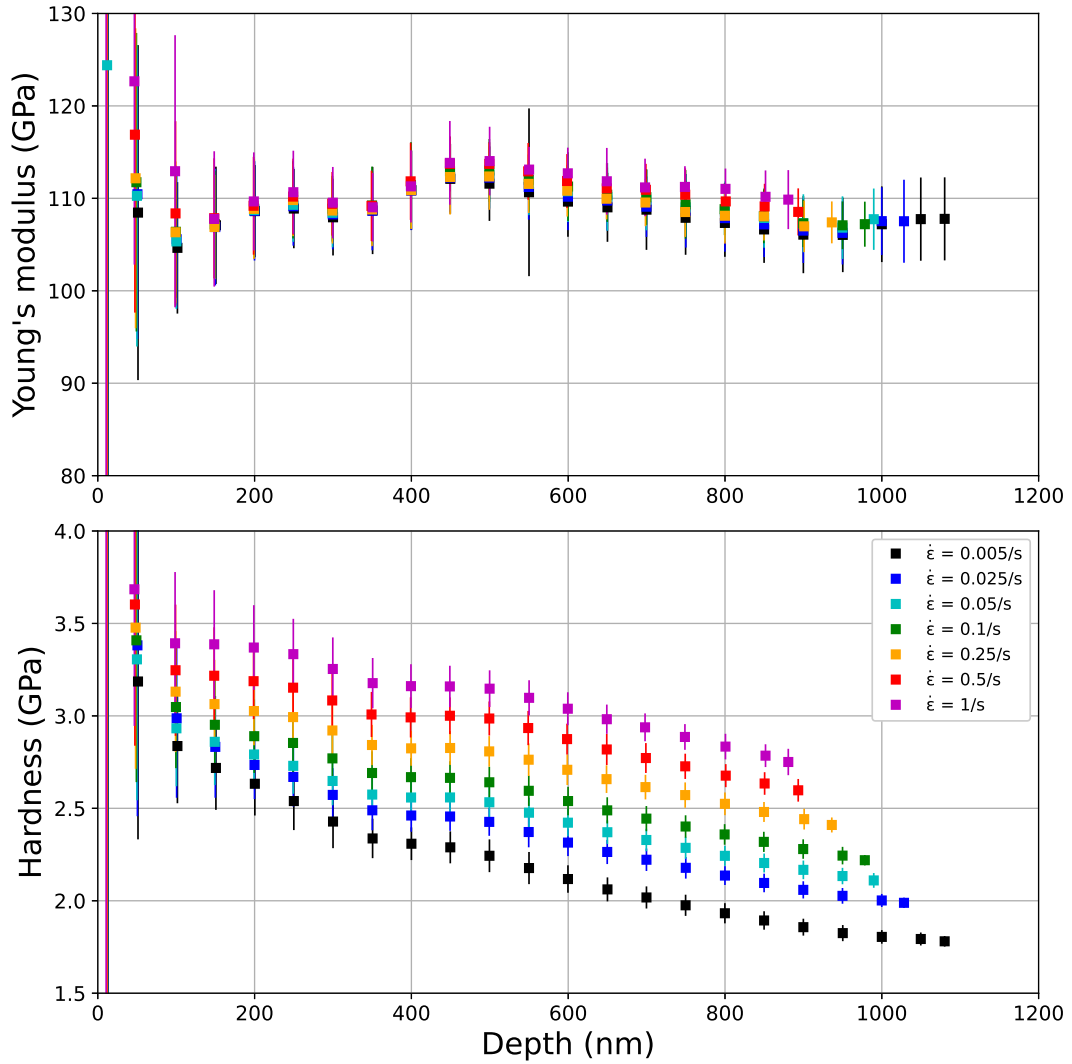 130
120
110
100
90
80
Young's modulus (GPa)
0 200 400 600 800 1000 1200
4.0
3.5
3.0
2.5
2.0
1.5
Hardness (GPa)
ε̇ = 0.005/s
ε̇ = 0.025/s
ε̇ = 0.05/s
ε̇ = 0.1/s
ε̇ = 0.25/s
ε̇ = 0.5/s
ε̇ = 1/s
0 200 400 600 800 1000 1200
Depth (nm)